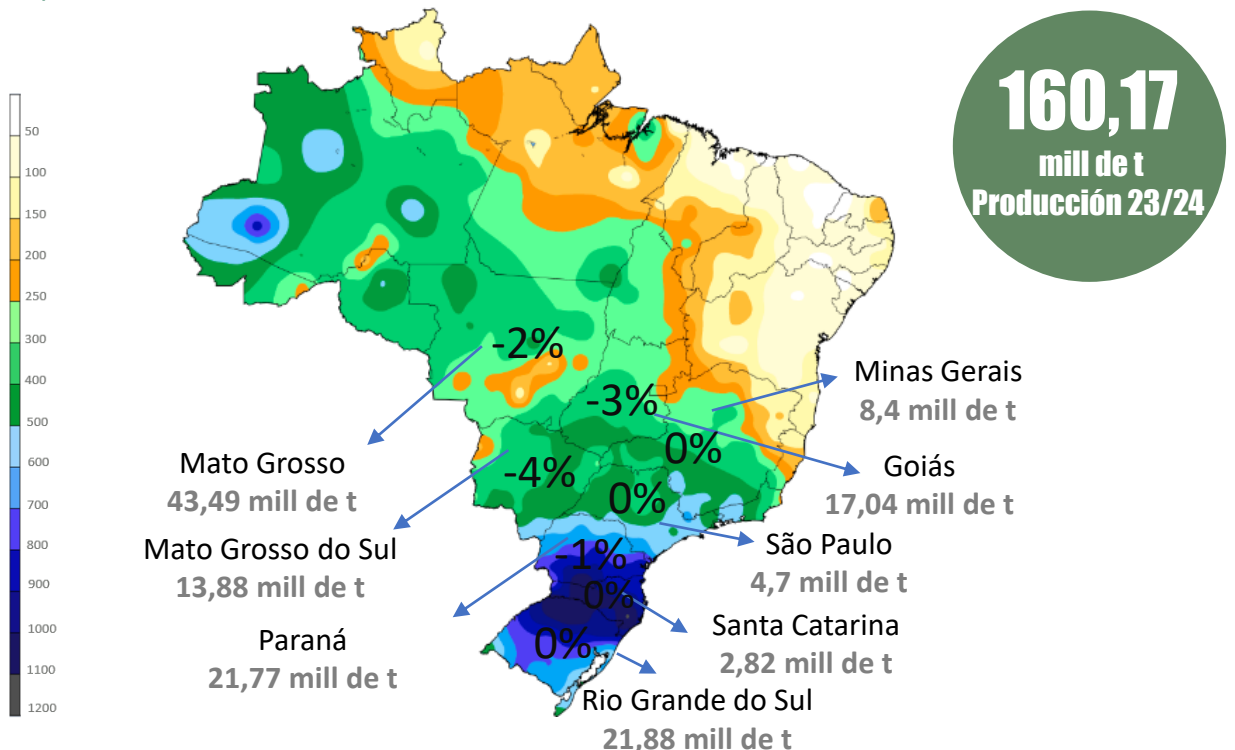 160,17
mill de t
Producción 23/24
50
100
150
200
250
300
400
500
600
700
800
900
1000
1100
1200
-2%
-3%
0%
-4%
0%
-1%
0%
0%
Minas Gerais
8,4 mill de t
Goiás
17,04 mill de t
São Paulo
4,7 mill de t
Santa Catarina
2,82 mill de t
Rio Grande do Sul
21,88 mill de t
Mato Grosso
43,49 mill de t
Mato Grosso do Sul
13,88 mill de t
Paraná
21,77 mill de t